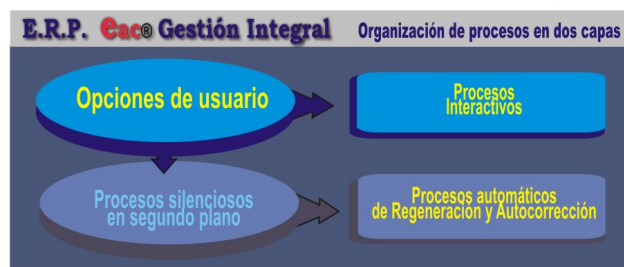 E.R.P. eac® Gestión Integral Organización de procesos en dos capas
Opciones de usuario
Procesos
Interactivos
Procesos silenciosos
en segundo plano
Procesos automáticos
de Regeneración y Autocorrección